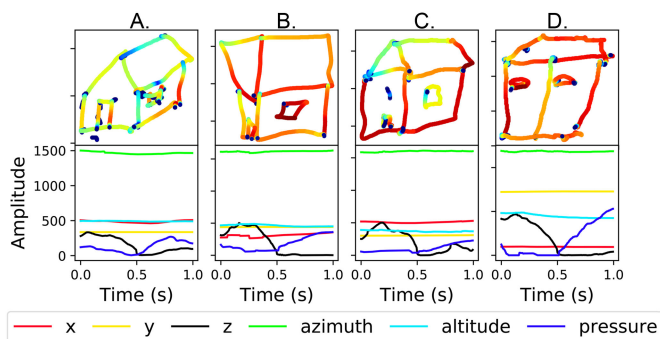 A. B. C. D.
Amplitude
1500
1000
500
0
0.0 0.5 1.0 0.0 0.5 1.0 0.0 0.5 1.0 0.0 0.5 1.0
Time (s) Time (s) Time (s) Time (s)
x y z azimuth altitude pressure